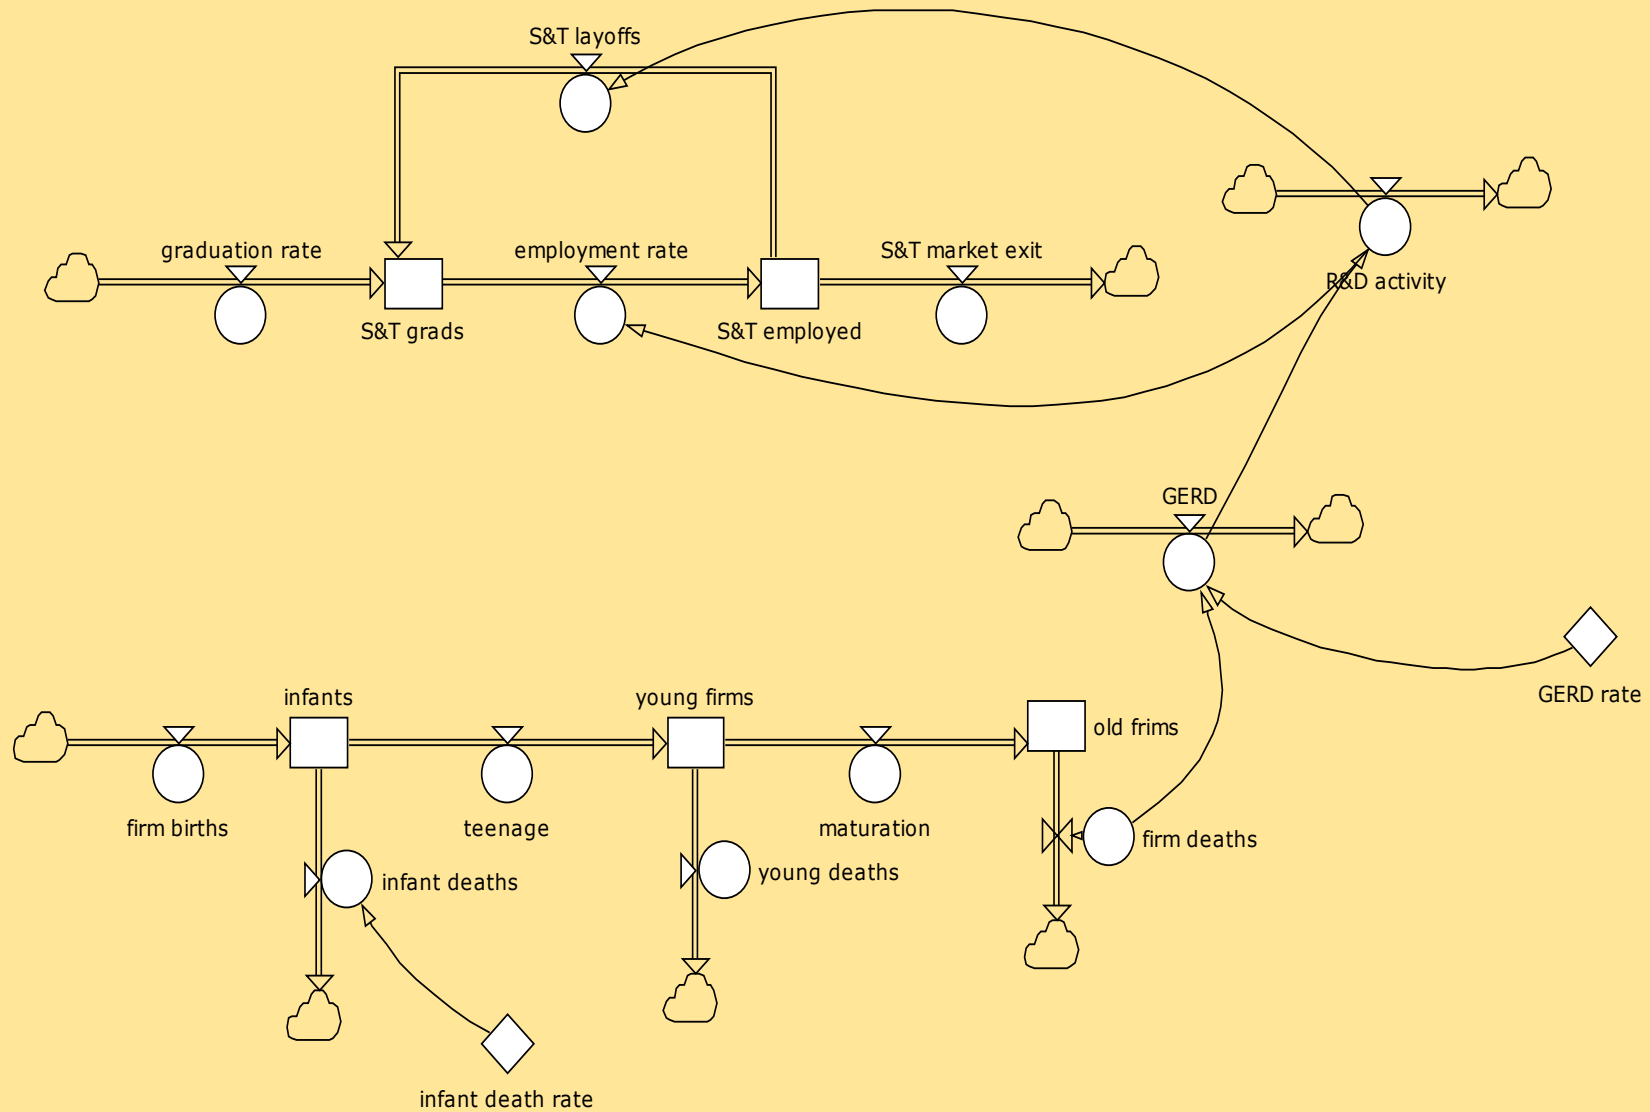 S&T layoffs
graduation rate
employment rate
S&T market exit
R&D activity
S&T grads
S&T employed
GERD
GERD rate
infants
young firms
old frims
firm births
teenage
maturation
firm deaths
infant deaths
young deaths
infant death rate